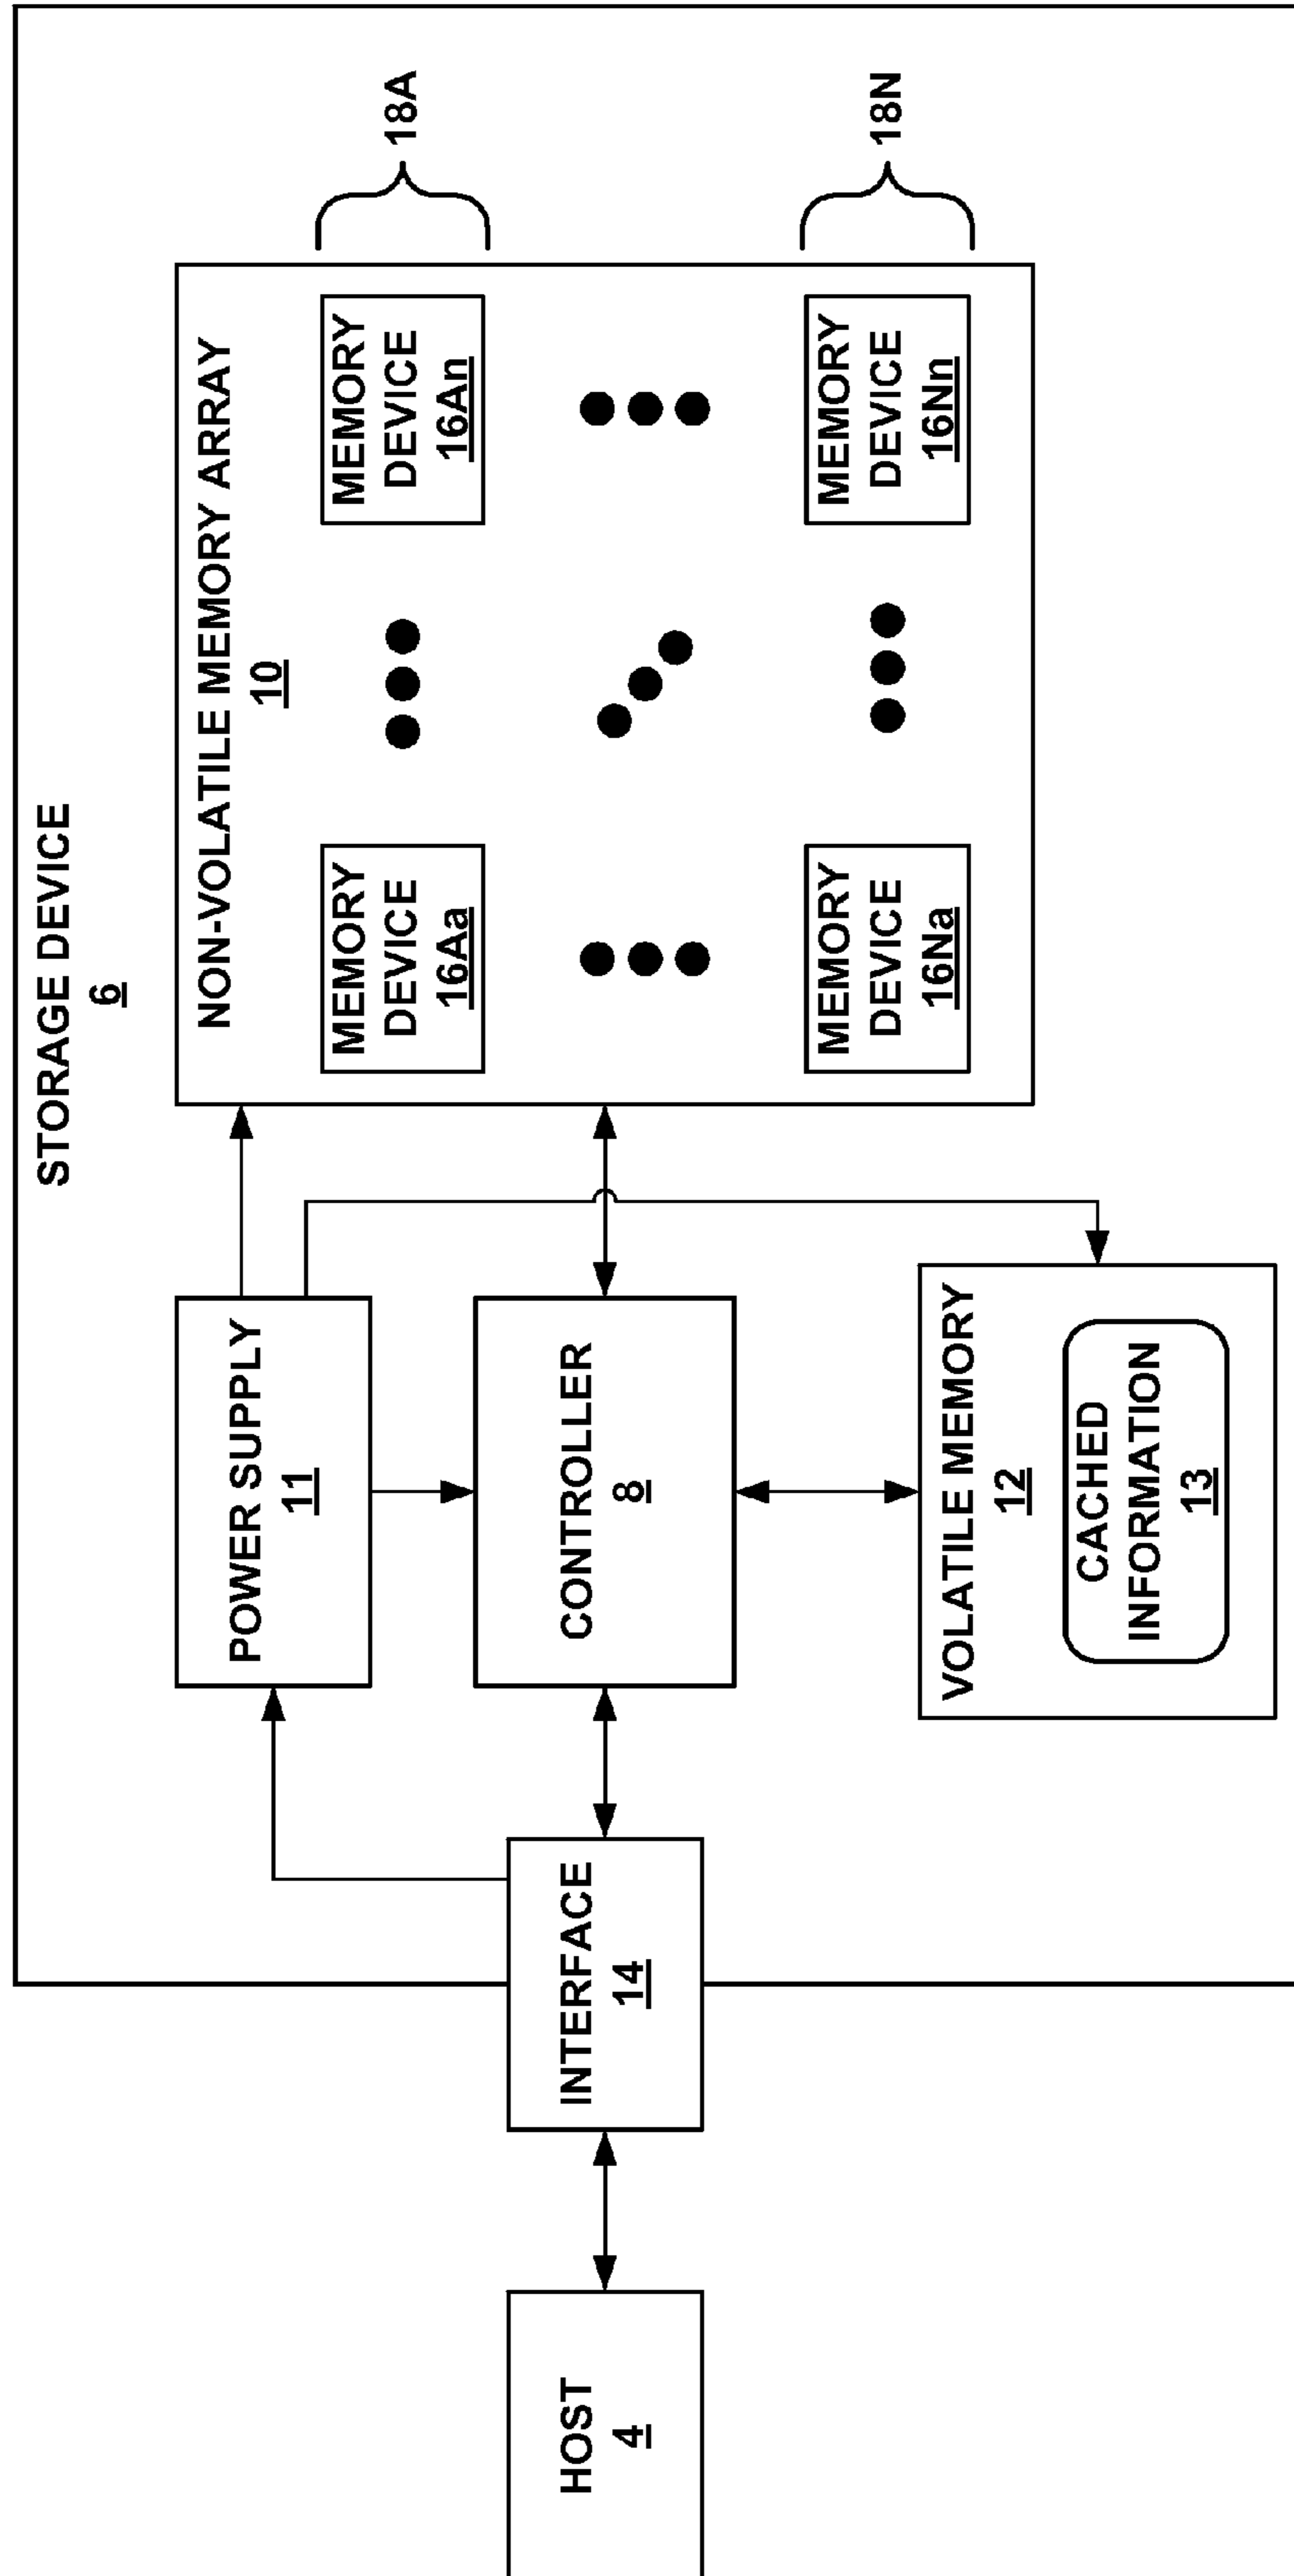 STORAGE DEVICE
6
NON-VOLATILE MEMORY ARRAY
10
MEMORY
DEVICE
16Aa
MEMORY
DEVICE
16An
18A
MEMORY
DEVICE
16Na
MEMORY
DEVICE
16Nn
18N
POWER SUPPLY
11
CONTROLLER
8
VOLATILE MEMORY
12
CACHED
INFORMATION
13
INTERFACE
14
HOST
4